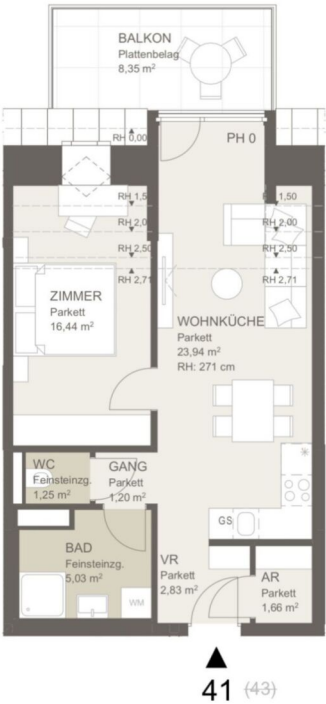 BALKON
Plattenbelag
8,35 m²
RH 0,00
PH 0
RH 1,5
RH 1,50
RH 2,0
RH 2,00
RH 2,50
RH 2,50
RH 2,71
RH 2,71
ZIMMER
Parkett
16,44 m²
WOHNKÜCHE
Parkett
23,94 m²
RH: 271 cm
WC
Feinsteinzg.
1,25 m²
GANG
Parkett
1,20 m²
GS
BAD
Feinsteinzg.
5,03 m²
WM
VR
Parkett
2,83 m²
AR
Parkett
1,66 m²
41 (43)